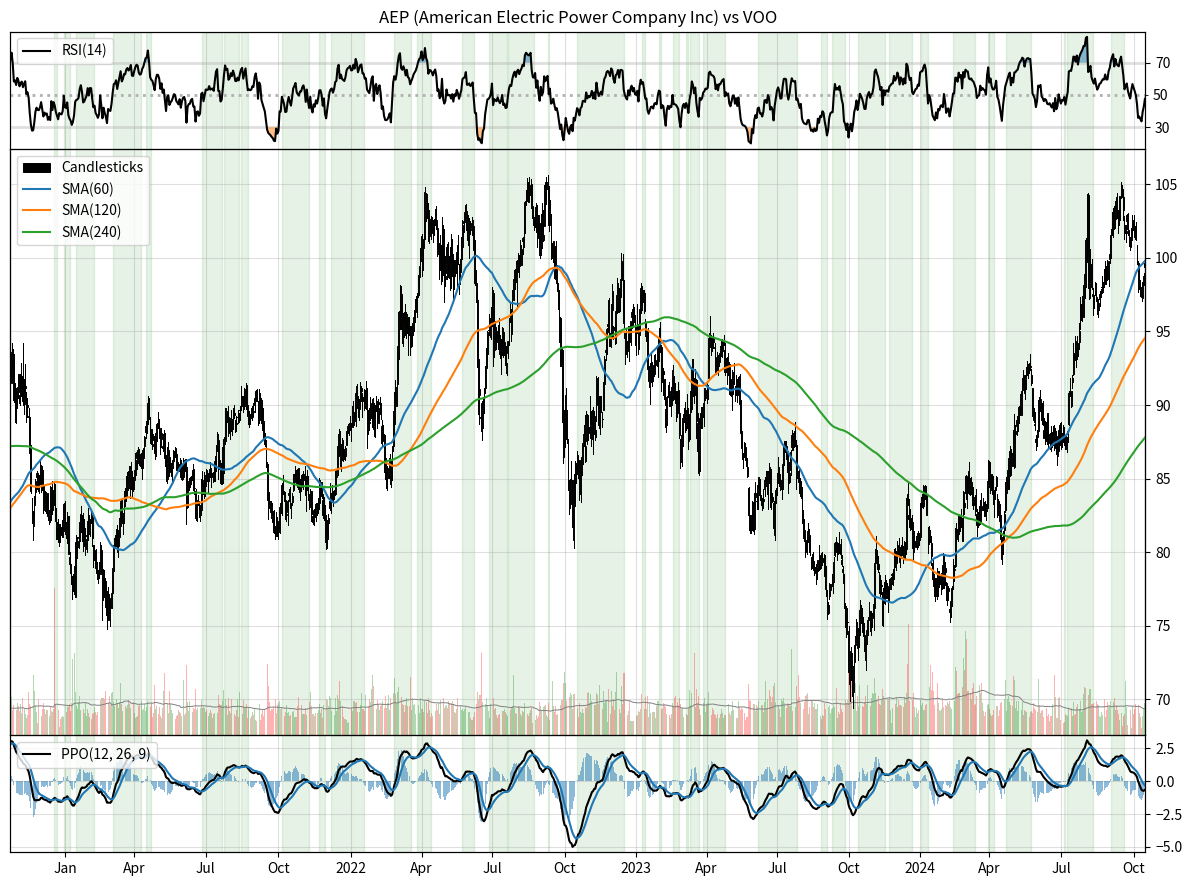 AEP (American Electric Power Company Inc) vs VOO
RSI(14)
70
50
30
Candlesticks
SMA(60)
SMA(120)
SMA(240)
105
100
95
90
85
80
75
70
PPO(12, 26, 9)
2.5
0.0
−2.5
−5.0
Jan Apr Jul Oct 2022 Apr Jul Oct 2023 Apr Jul Oct 2024 Apr Jul Oct